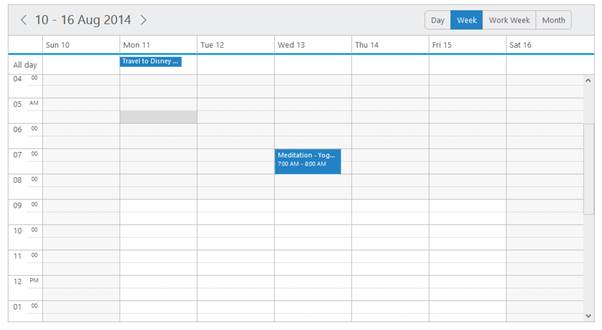 10 - 16 Aug 2014
Day Week Work Week Month
Sun 10 Mon 11 Tue 12 Wed 13 Thu 14 Fri 15 Sat 16
All day Travel to Disney ...
04 00
05 AM
06 00
07 00 Meditation - Yog...
7:00 AM - 8:00 AM
08 00
09 00
10 00
11 00
12 PM
01 00